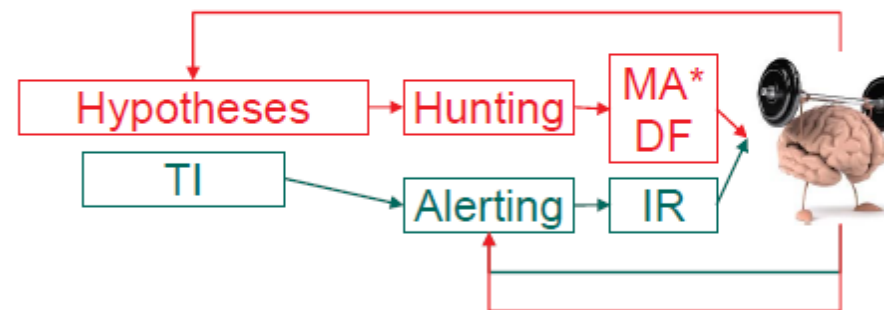 Hypotheses
Hunting
MA*
DF
TI
Alerting
IR